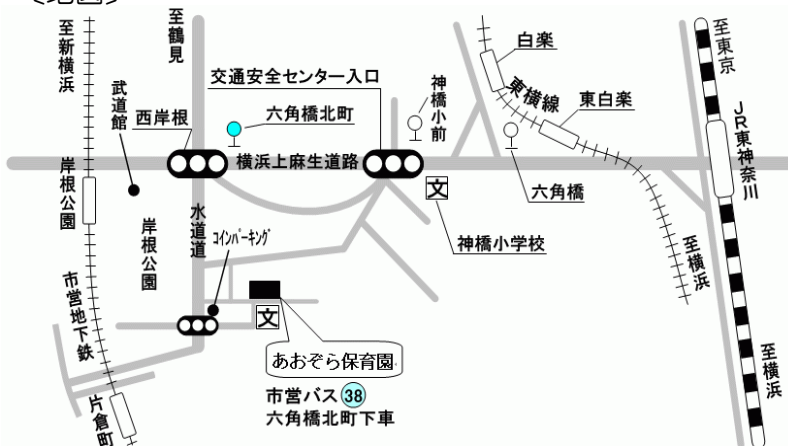 至新横浜
至鶴見
武道館
西岸根
交通安全センター入口
六角橋北町
神橋小前
白楽
東横線
東白楽
至東京
JR東神奈川
横浜上麻生道路
岸根公園
岸根公園
水道道
コインパーキング
文
神橋小学校
六角橋
至横浜
市営地下鉄
文
あおぞら保育園
至横浜
片倉町
市営バス 38
六角橋北町下車